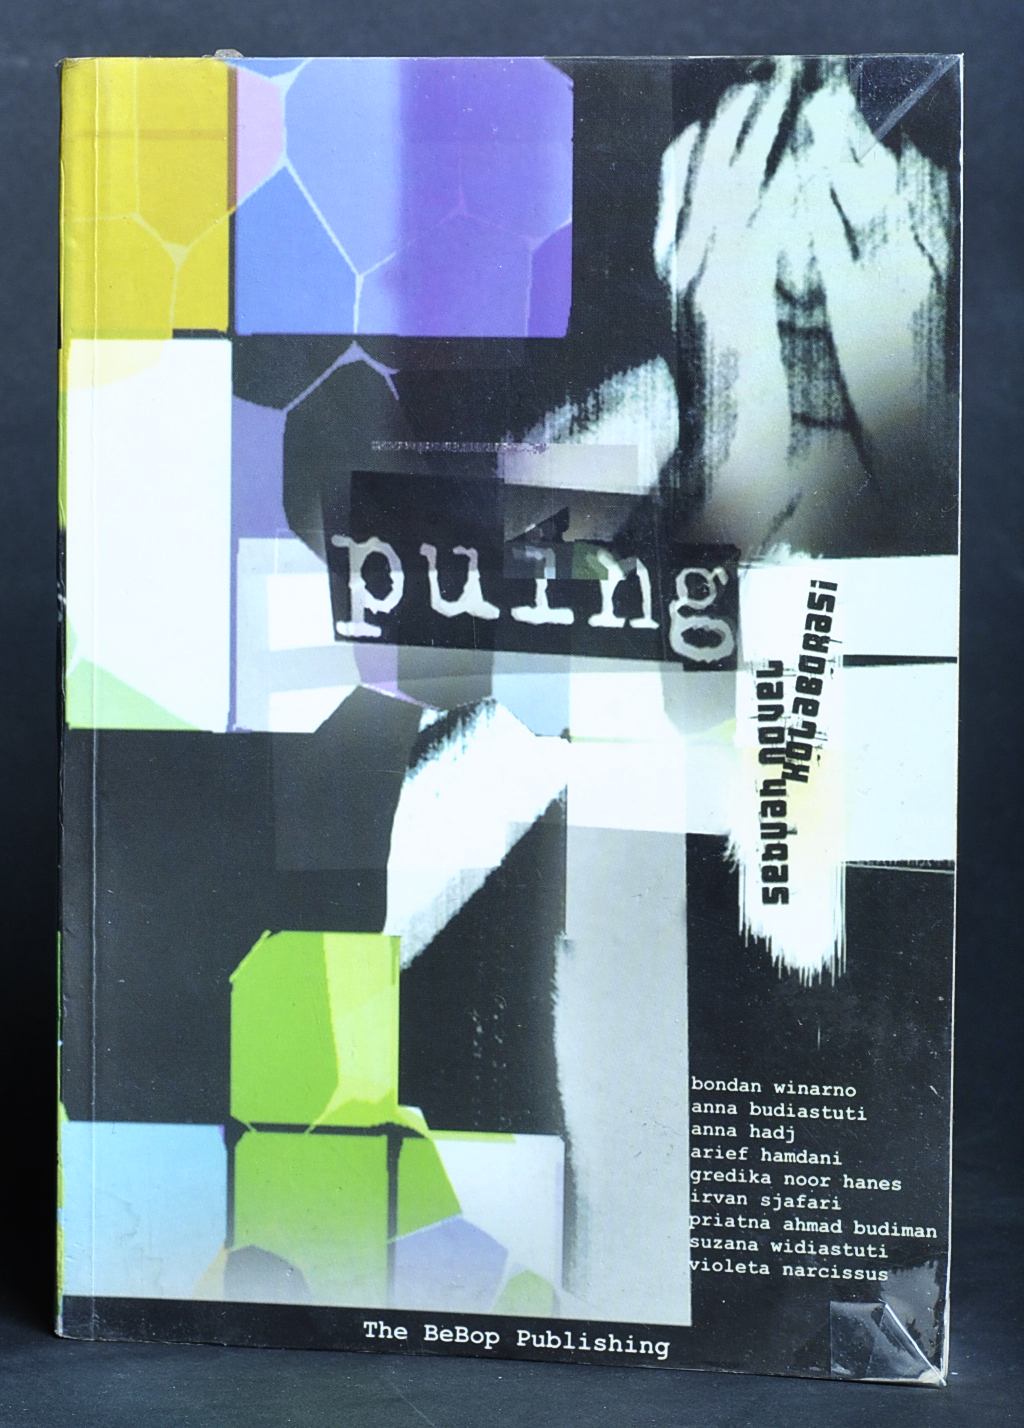 puing
sebuah novel
kolaborasi
bondan winarno
anna budiastuti
anna hadj
arief hamdani
gredika noor hanes
irvan sjafari
priatna ahmad budiman
suzana widiastuti
violeta narcissus
The BeBop Publishing